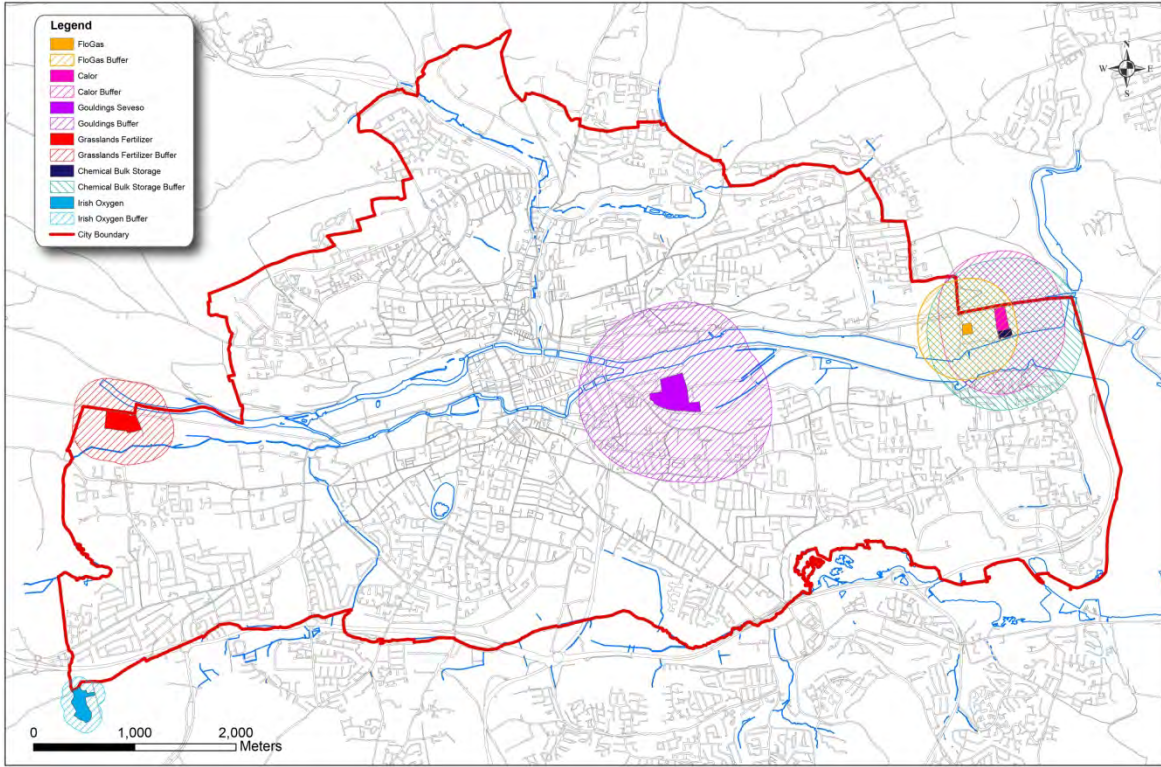 Legend
FloGas
FloGas Buffer
Calor
Calor Buffer
Gouldings Seveso
Gouldings Buffer
Grasslands Fertilizer
Grasslands Fertilizer Buffer
Chemical Bulk Storage
Chemical Bulk Storage Buffer
Irish Oxygen
Irish Oxygen Buffer
City Boundary
N
W E
S
0 1,000 2,000
Meters